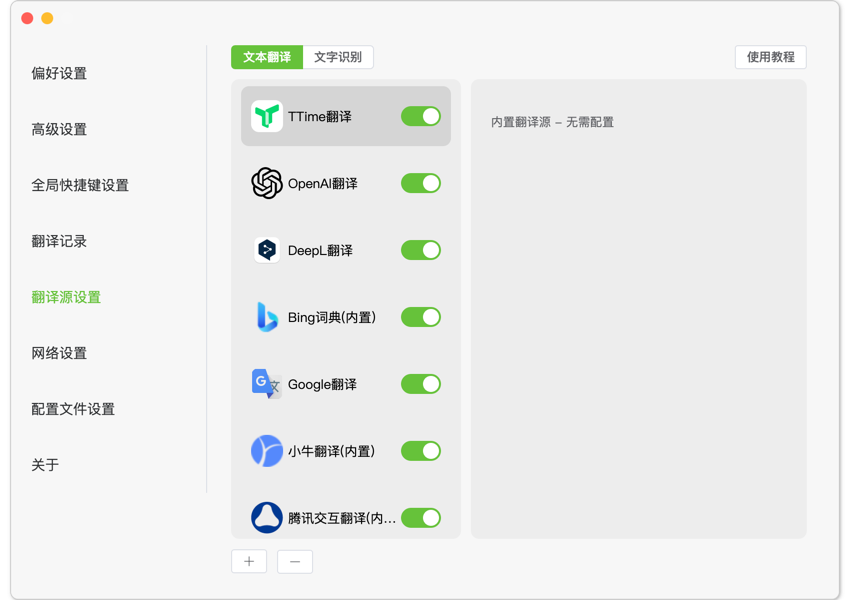 偏好设置
高级设置
全局快捷键设置
翻译记录
翻译源设置
网络设置
配置文件设置
关于
文本翻译
文字识别
使用教程
TTime翻译
OpenAI翻译
DeepL翻译
Bing词典(内置)
G 文
Google翻译
小牛翻译(内置)
腾讯交互翻译(内...
内置翻译源 – 无需配置